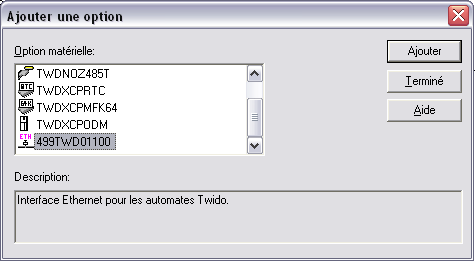 Ajouter une option
Option matérielle:
TWDNOZ485T
TWDXCPRTC
TWDXCPMFK64
TWDXCPODM
499TWD01100
Ajouter
Terminé
Aide
Description:
Interface Ethernet pour les automates Twido.